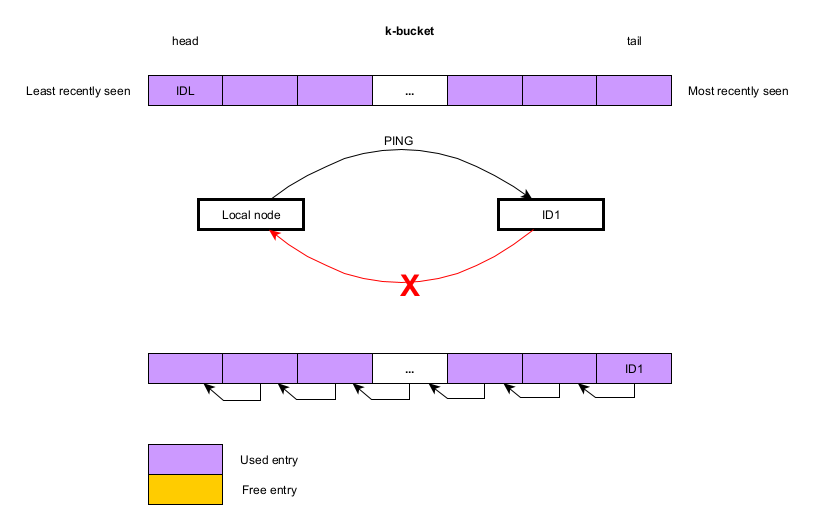 k-bucket
head
tail
Least recently seen
IDL
...
Most recently seen
PING
Local node
ID1
X
...
ID1
Used entry
Free entry